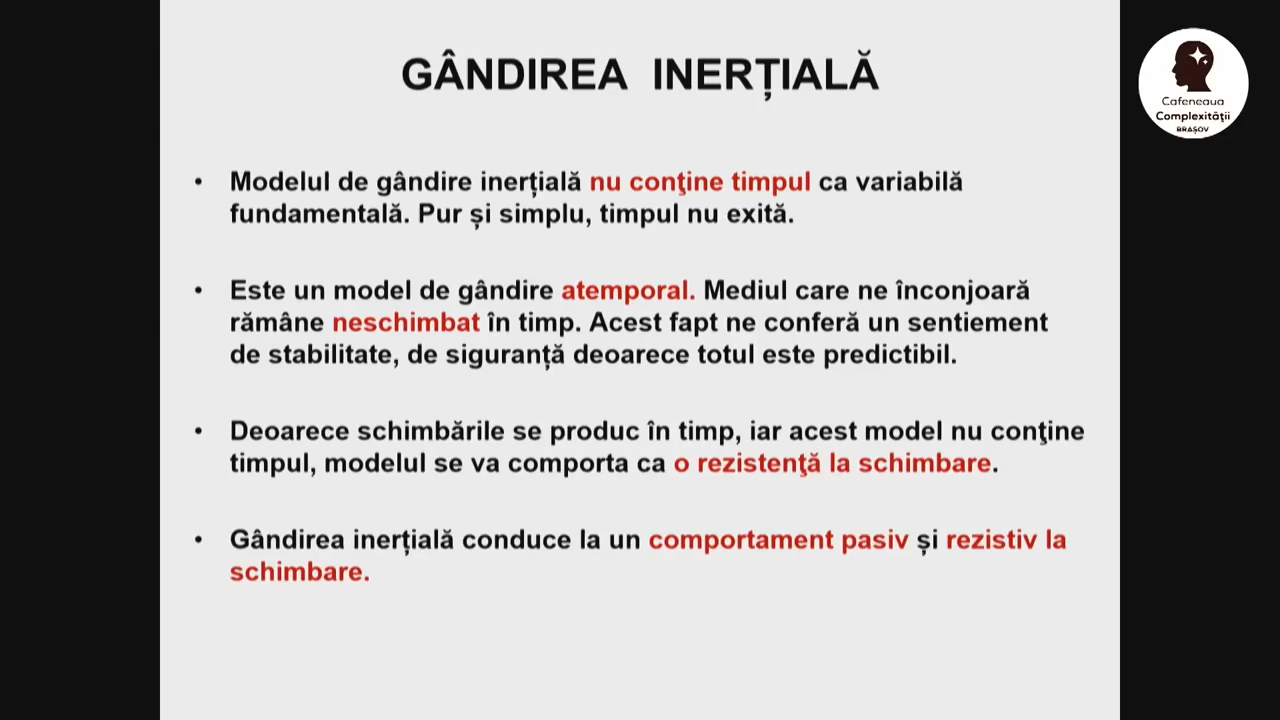 GÂNDIREA INERȚIALĂ
Cafeneaua
Complexităţii
BRAȘOV
• Modelul de gândire inerțială nu conţine timpul ca variabilă
fundamentală. Pur și simplu, timpul nu exită.
• Este un model de gândire atemporal. Mediul care ne înconjoară
rămâne neschimbat în timp. Acest fapt ne conferă un sentiement
de stabilitate, de siguranță deoarece totul este predictibil.
• Deoarece schimbările se produc în timp, iar acest model nu conţine
timpul, modelul se va comporta ca o rezistenţă la schimbare.
• Gândirea inerțială conduce la un comportament pasiv și rezistiv la
schimbare.